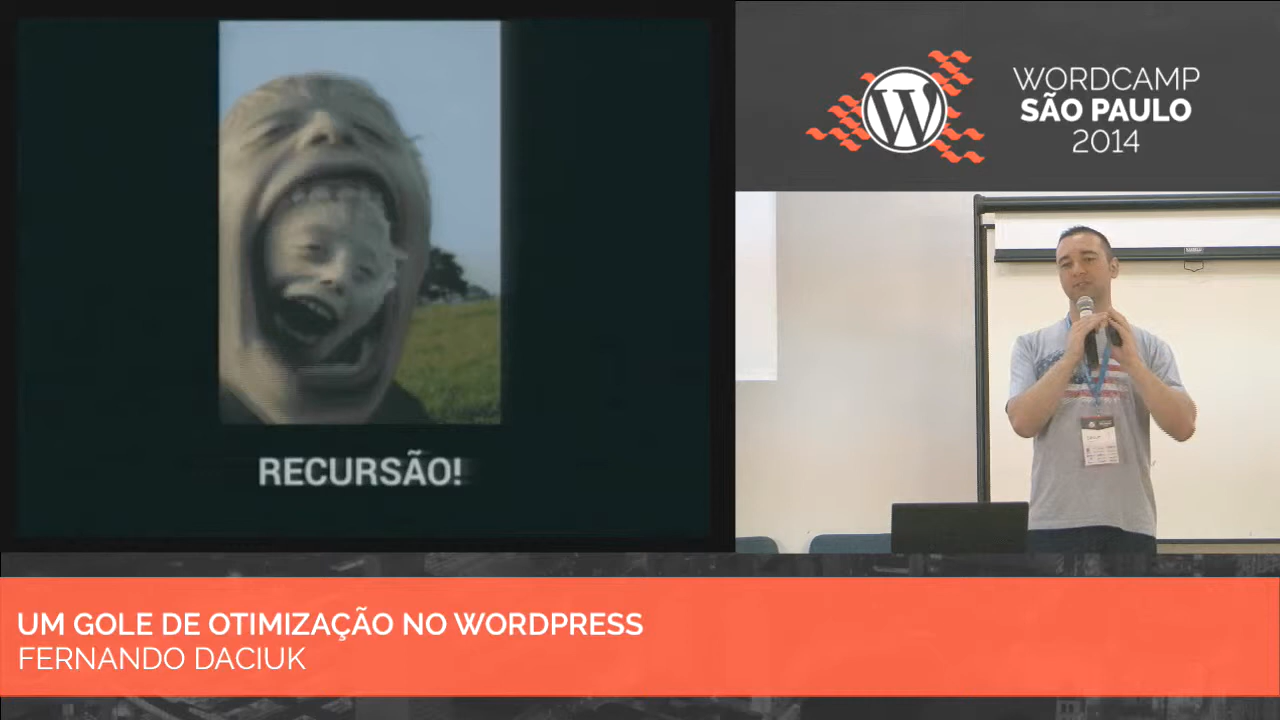 RECURSÃO!
WORDCAMP
SÃO PAULO
2014
UM GOLE DE OTIMIZAÇÃO NO WORDPRESS
FERNANDO DACIUK